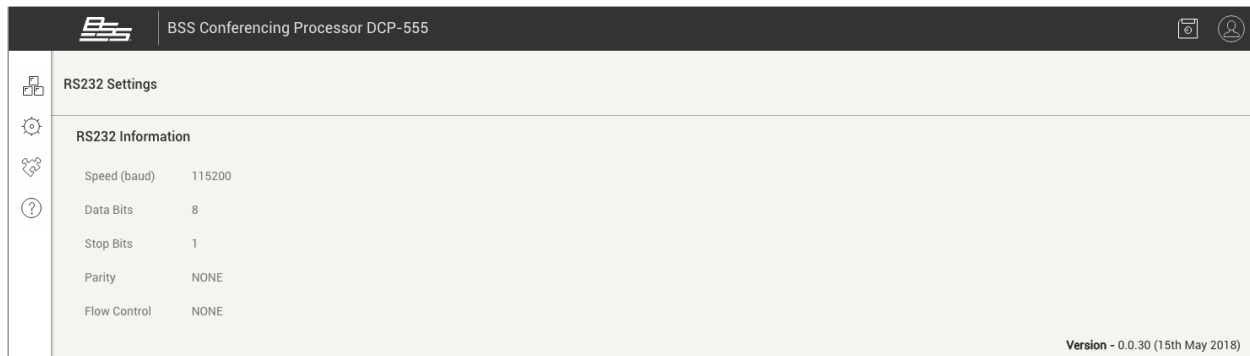 BSS BSS Conferencing Processor DCP-555
RS232 Settings
RS232 Information
Speed (baud) 115200
Data Bits 8
Stop Bits 1
Parity NONE
Flow Control NONE
Version - 0.0.30 (15th May 2018)